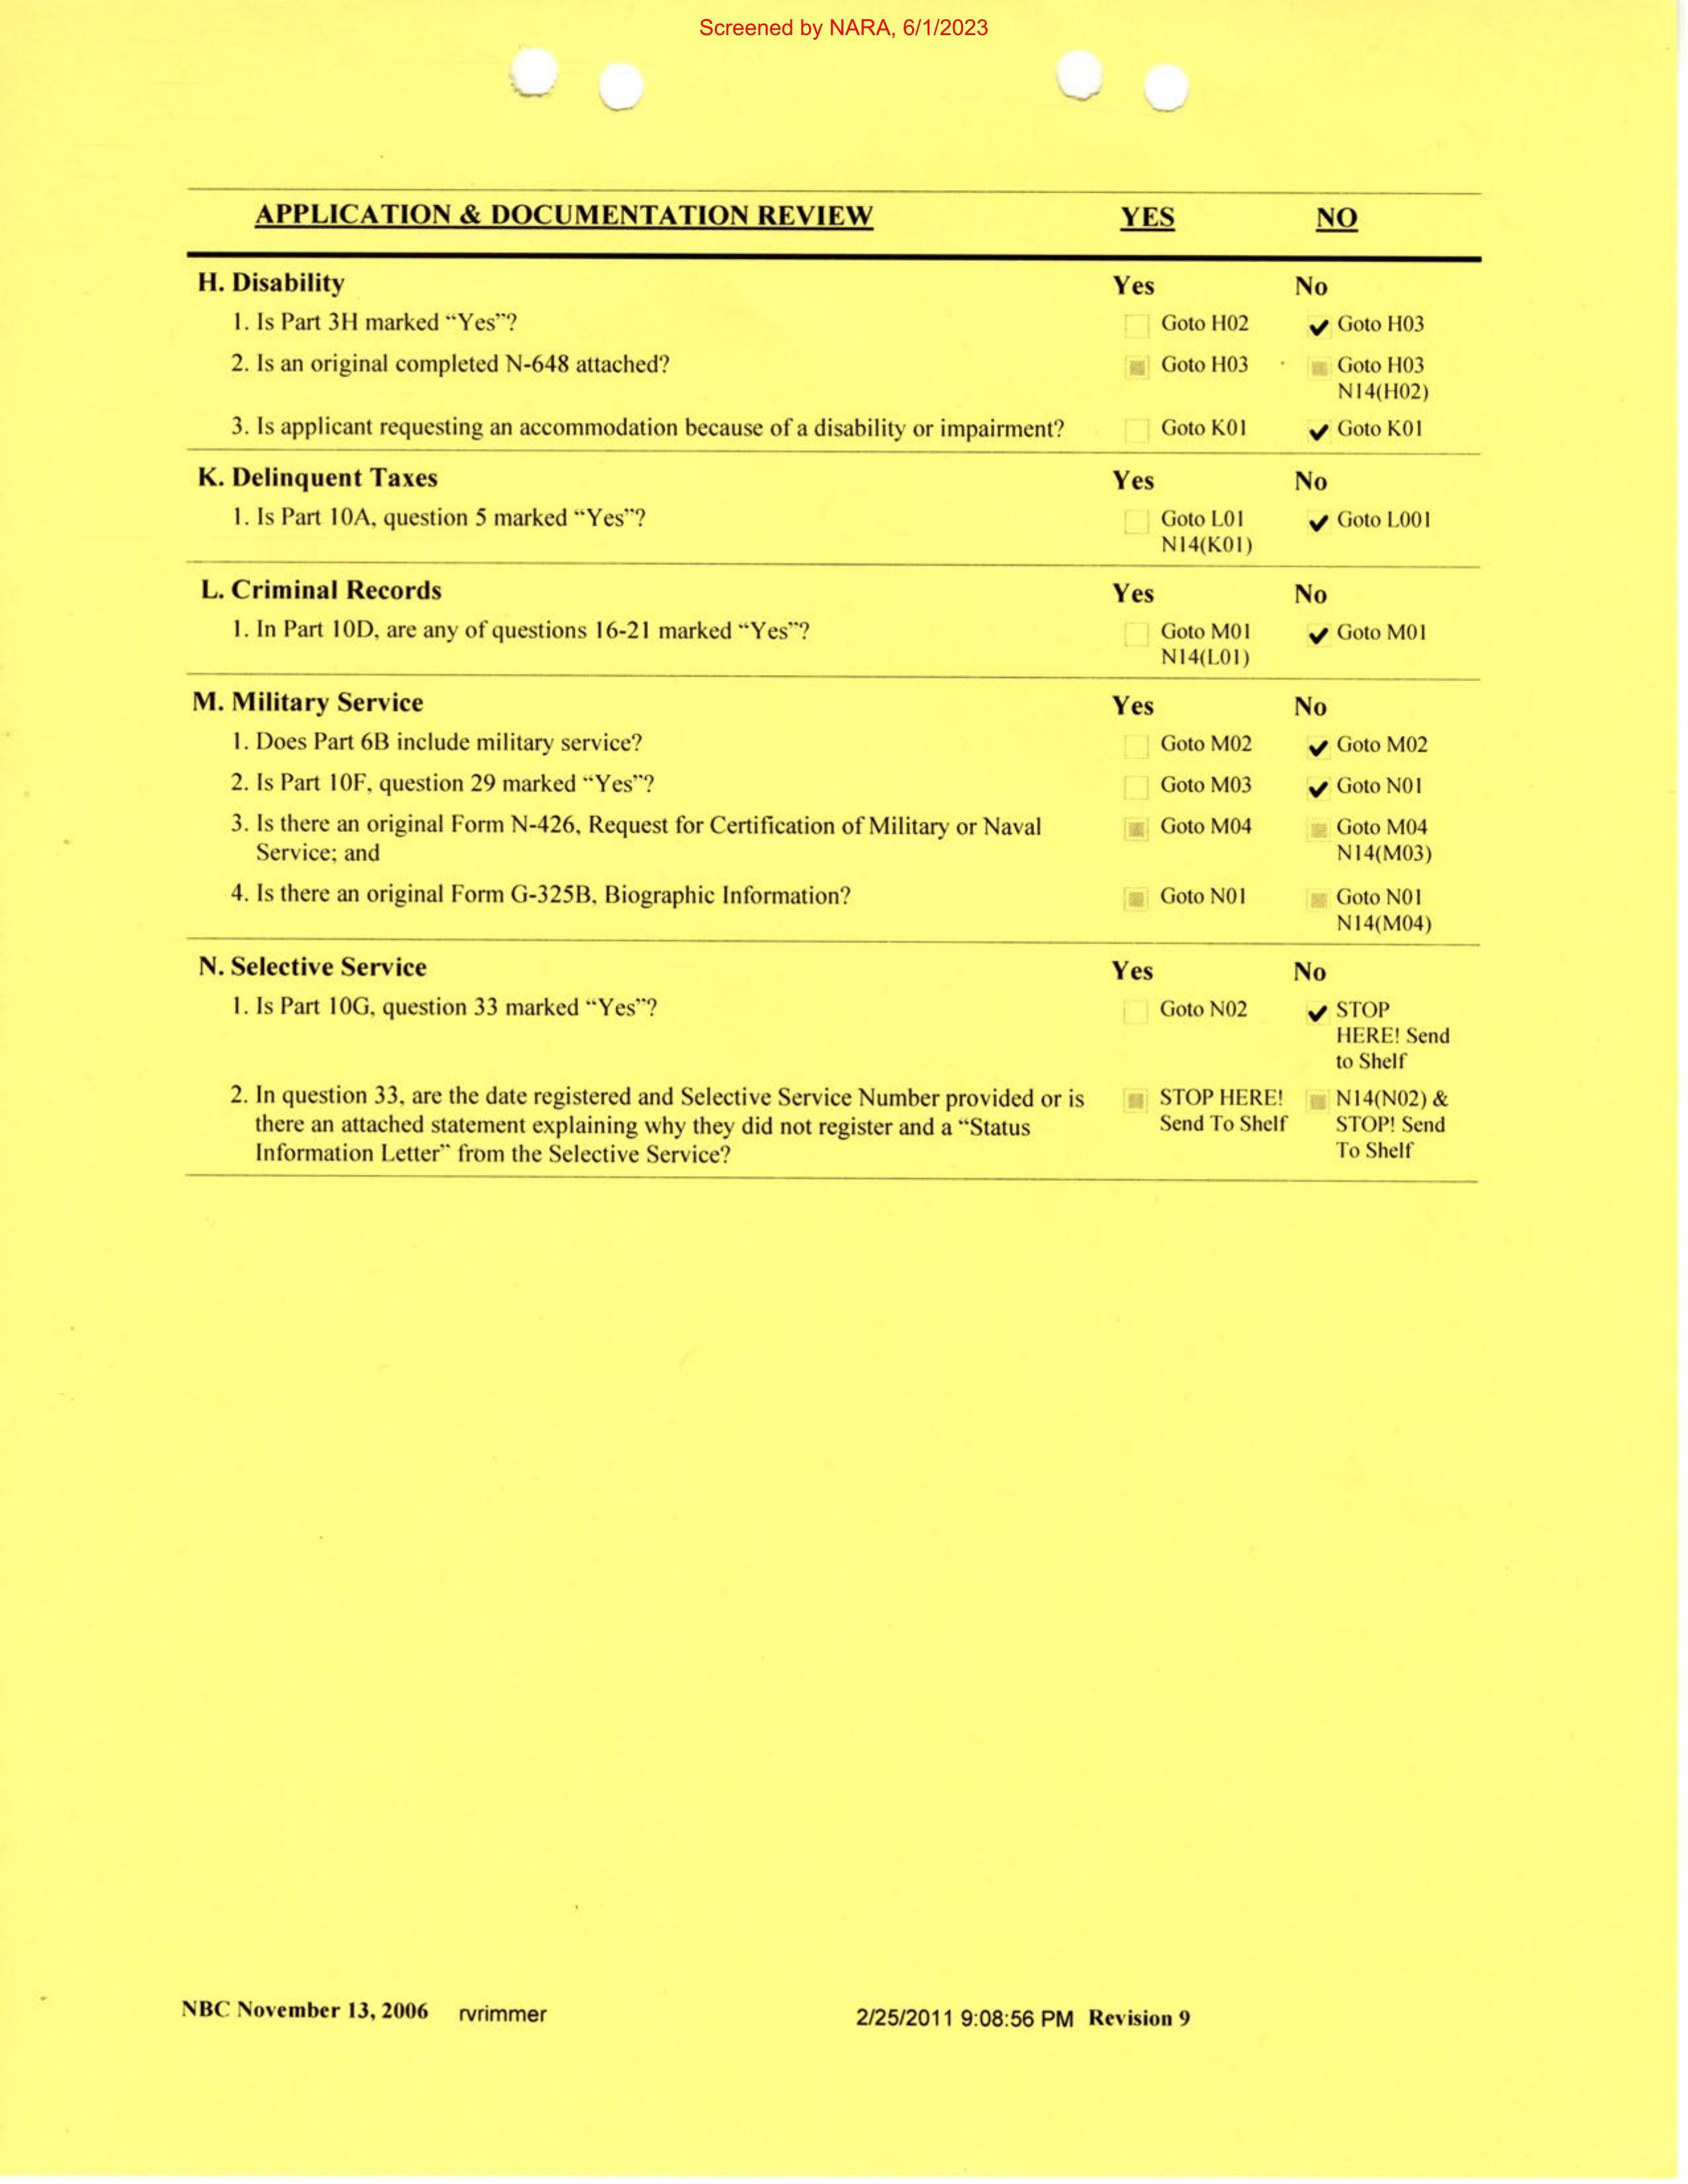 Screened by NARA, 6/1/2023
APPLICATION & DOCUMENTATION REVIEW YES NO
H. Disability Yes No
1. Is Part 3H marked “Yes”? Goto H02 ✔ Goto H03
2. Is an original completed N-648 attached? Goto H03 Goto H03
N14(H02)
3. Is applicant requesting an accommodation because of a disability or impairment? Goto K01 ✔ Goto K01
K. Delinquent Taxes Yes No
1. Is Part 10A, question 5 marked “Yes”? Goto L01 ✔ Goto L001
N14(K01)
L. Criminal Records Yes No
1. In Part 10D, are any of questions 16-21 marked “Yes”? Goto M01 ✔ Goto M01
N14(L01)
M. Military Service Yes No
1. Does Part 6B include military service? Goto M02 ✔ Goto M02
2. Is Part 10F, question 29 marked “Yes”? Goto M03 ✔ Goto N01
3. Is there an original Form N-426, Request for Certification of Military or Naval Goto M04 Goto M04
Service; and N14(M03)
4. Is there an original Form G-325B, Biographic Information? Goto N01 Goto N01
N14(M04)
N. Selective Service Yes No
1. Is Part 10G, question 33 marked “Yes”? Goto N02 ✔ STOP
HERE! Send
to Shelf
2. In question 33, are the date registered and Selective Service Number provided or is STOP HERE! N14(N02) &
there an attached statement explaining why they did not register and a “Status Send To Shelf STOP! Send
Information Letter” from the Selective Service? To Shelf
NBC November 13, 2006 rvrimmer 2/25/2011 9:08:56 PM Revision 9